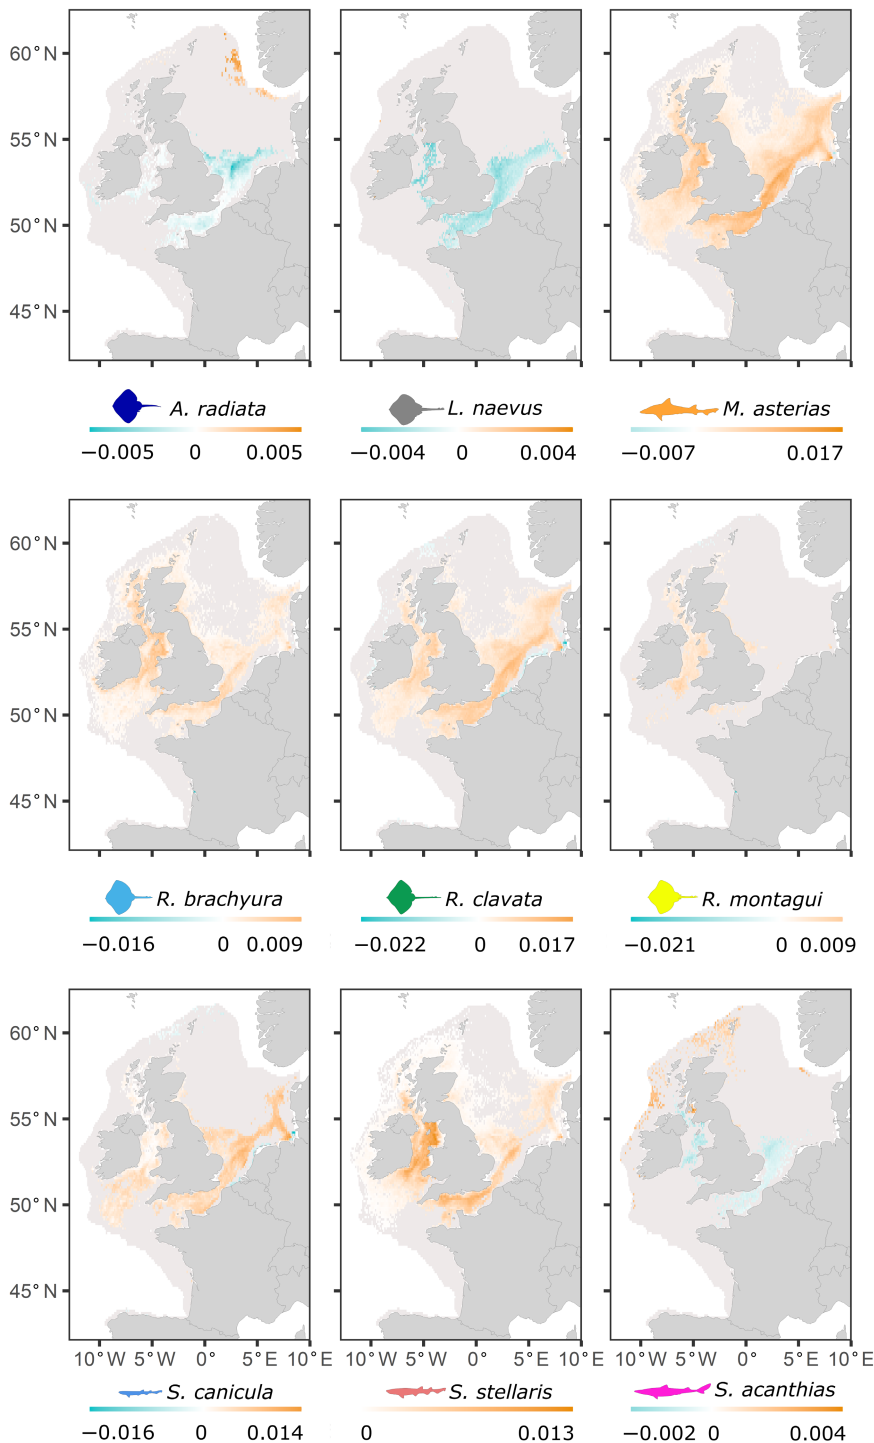 60°N
55°N
50°N
45°N
A. radiata
L. naevus
M. asterias
−0.005 0 0.005
−0.004 0 0.004
−0.007 0.017
60°N
55°N
50°N
45°N
R. brachyura
R. clavata
R. montagui
−0.016 0 0.009
−0.022 0 0.017
−0.021 0 0.009
60°N
55°N
50°N
45°N
10°W 5°W 0° 5°E 10°E
10°W 5°W 0° 5°E 10°E
10°W 5°W 0° 5°E 10°E
S. canicula
S. stellaris
S. acanthias
−0.016 0 0.014
0 0.013
−0.002 0 0.004